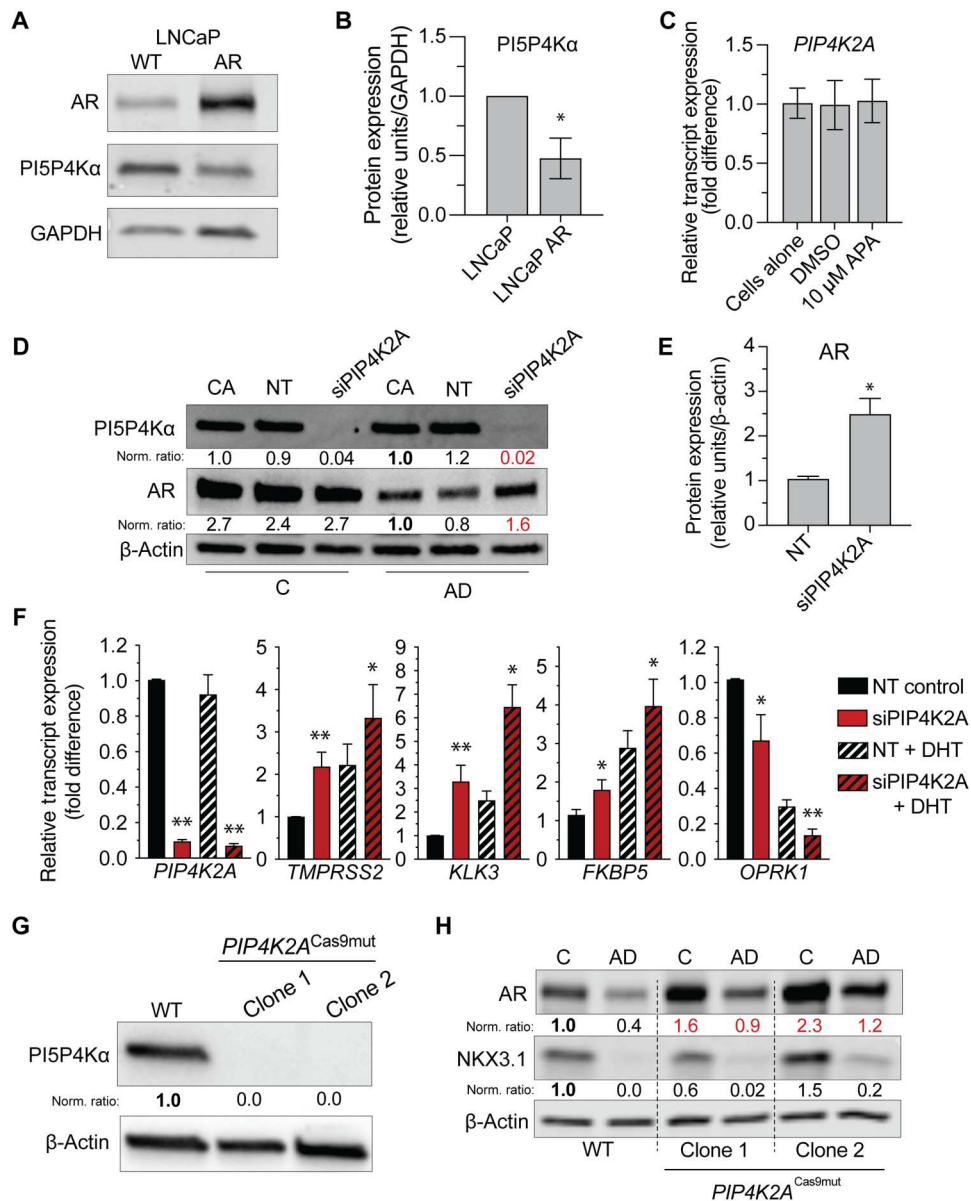 A
LNCaP
WT AR
AR
PI5P4Kα
GAPDH
B
PI5P4Kα
Protein expression
(relative units/GAPDH)
1.5
1.0
0.5
0.0
*
LNCaP
LNCaP AR
C
PIP4K2A
Relative transcript expression
(fold difference)
1.5
1.0
0.5
0.0
Cells alone
DMSO
10 µM APA
D
CA NT siPIP4K2A CA NT siPIP4K2A
PI5P4Kα
Norm. ratio: 1.0 0.9 0.04 1.0 1.2 0.02
AR
Norm. ratio: 2.7 2.4 2.7 1.0 0.8 1.6
β-Actin
C AD
E
AR
Protein expression
(relative units/β-actin)
4
3
2
1
0
*
NT
siPIP4K2A
F
Relative transcript expression
(fold difference)
1.2
1.0
0.8
0.6
0.4
0.2
0.0
** **
PIP4K2A
5
4
3
2
1
0
** *
TMPRSS2
9
8
7
6
5
4
3
2
1
0
** *
KLK3
5
4
3
2
1
0
* *
FKBP5
1.2
1.0
0.8
0.6
0.4
0.2
0.0
* **
OPRK1
NT control
siPIP4K2A
NT + DHT
siPIP4K2A
+ DHT
G
PIP4K2A Cas9mut
WT Clone 1 Clone 2
PI5P4Kα
Norm. ratio: 1.0 0.0 0.0
β-Actin
H
C AD C AD C AD
AR
Norm. ratio: 1.0 0.4 1.6 0.9 2.3 1.2
NKX3.1
Norm. ratio: 1.0 0.0 0.6 0.02 1.5 0.2
β-Actin
WT Clone 1 Clone 2
PIP4K2A Cas9mut